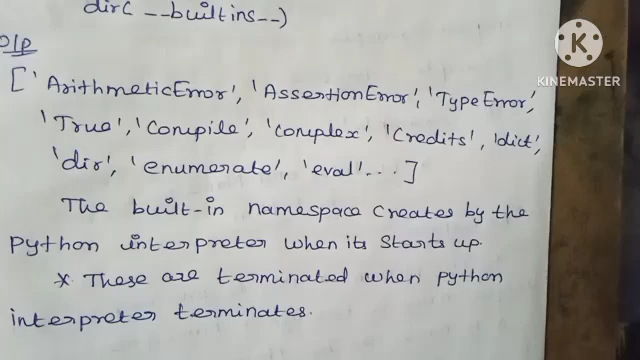 dir( __builtins__)
O/p
['ArithmeticError', 'AssertionError', 'TypeError',
'True', 'Compile', 'complex', 'Credits', 'dict',
'dir', 'enumerate', 'eval'...]
The built-in namespace creates by the
Python interpreter when its starts up.
* These are terminated when python
interpreter terminates.
KINEMASTER